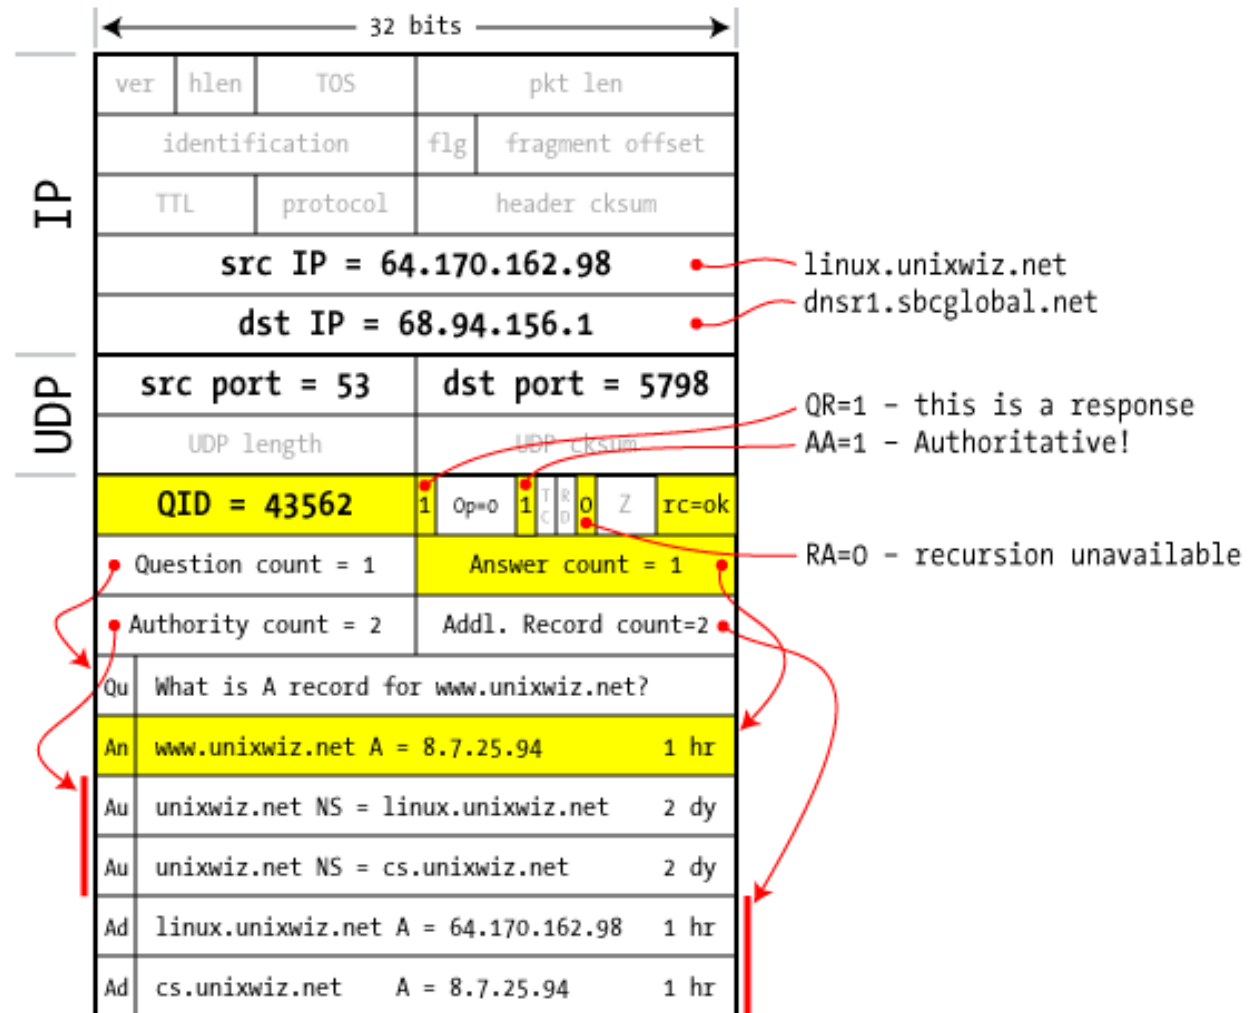 32 bits
ver hlen TOS pkt len
identification flg fragment offset
TTL protocol header cksum
IP
src IP = 64.170.162.98 linux.unixwiz.net
dst IP = 68.94.156.1 dnsr1.sbcglobal.net
UDP
src port = 53 dst port = 5798
QR=1 – this is a response
UDP length UDP cksum AA=1 – Authoritative!
QID = 43562 1 Op=0 1 TC RD 0 Z rc=ok
RA=0 – recursion unavailable
Question count = 1 Answer count = 1
Authority count = 2 Addl. Record count=2
Qu What is A record for www.unixwiz.net?
An www.unixwiz.net A = 8.7.25.94 1 hr
Au unixwiz.net NS = linux.unixwiz.net 2 dy
Au unixwiz.net NS = cs.unixwiz.net 2 dy
Ad linux.unixwiz.net A = 64.170.162.98 1 hr
Ad cs.unixwiz.net A = 8.7.25.94 1 hr